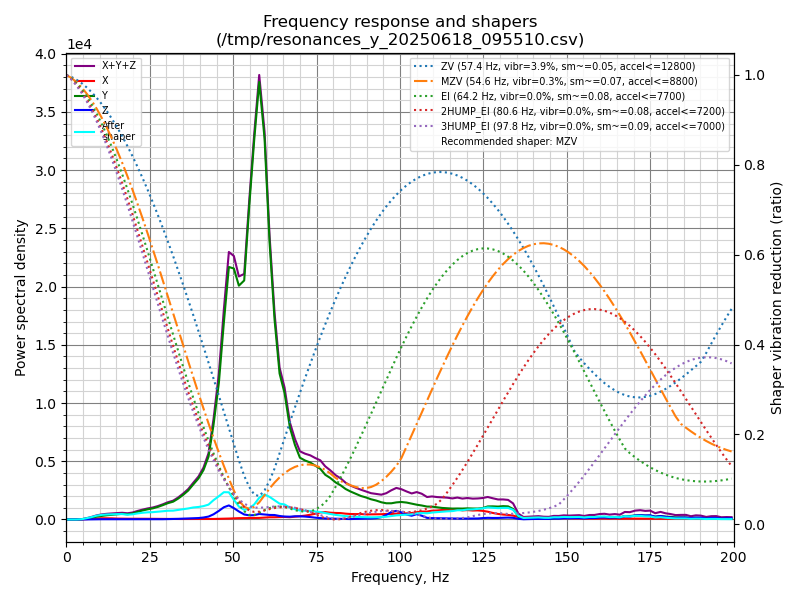 Frequency response and shapers
(/tmp/resonances_y_20250618_095510.csv)
1e4
X+Y+Z
X
Y
Z
After
shaper
ZV (57.4 Hz, vibr=3.9%, sm~=0.05, accel<=12800)
MZV (54.6 Hz, vibr=0.3%, sm~=0.07, accel<=8800)
EI (64.2 Hz, vibr=0.0%, sm~=0.08, accel<=7700)
2HUMP_EI (80.6 Hz, vibr=0.0%, sm~=0.08, accel<=7200)
3HUMP_EI (97.8 Hz, vibr=0.0%, sm~=0.09, accel<=7000)
Recommended shaper: MZV
Power spectral density
4.0
3.5
3.0
2.5
2.0
1.5
1.0
0.5
0.0
0
25
50
75
100
125
150
175
200
Frequency, Hz
1.0
0.8
0.6
0.4
0.2
0.0
Shaper vibration reduction (ratio)